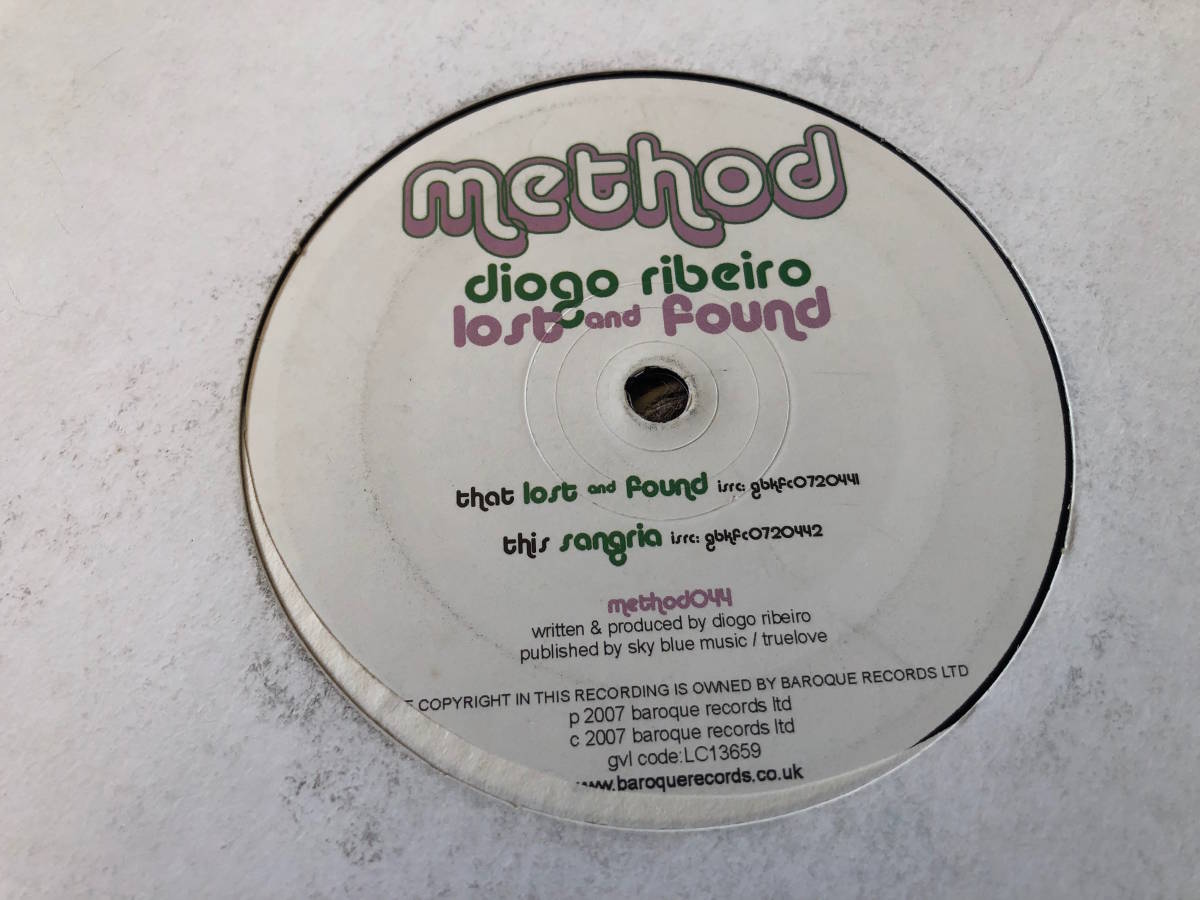 method
diogo ribeiro
lost and found
that lost and found isrc: gbkfc0720441
this sangria isrc: gbkfc0720442
method044
written & produced by diogo ribeiro
published by sky blue music / truelove
COPYRIGHT IN THIS RECORDING IS OWNED BY BAROQUE RECORDS LTD
p 2007 baroque records ltd
c 2007 baroque records ltd
gvl code:LC13659
www.baroquerecords.co.uk